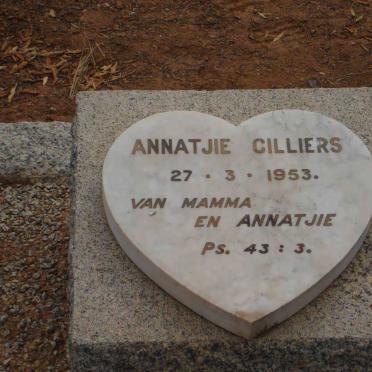 ANNATJIE CILLIERS
27 · 3 · 1953.
VAN MAMMA
EN ANNATJIE
Ps. 43 : 3.